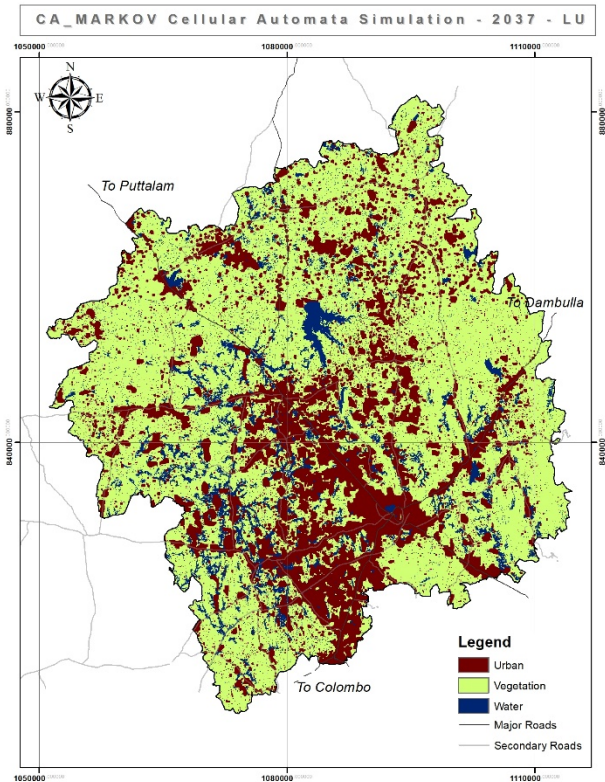 CA_MARKOV Cellular Automata Simulation - 2037 - LU
1050000 1080000 1110000
N
W E
S
880000 880000
To Puttalam
To Dambulla
840000 840000
To Colombo
Legend
Urban
Vegetation
Water
Major Roads
Secondary Roads
1050000 1080000 1110000